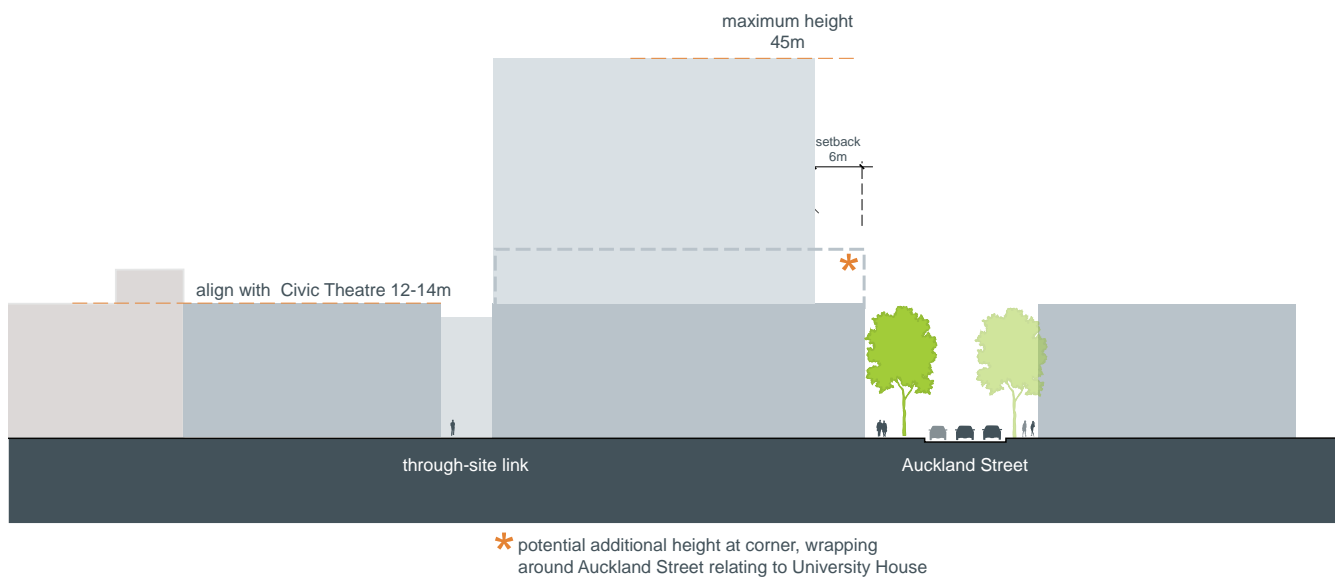 maximum height
45m
setback
6m
align with Civic Theatre 12-14m
through-site link
Auckland Street
* potential additional height at corner, wrapping
around Auckland Street relating to University House